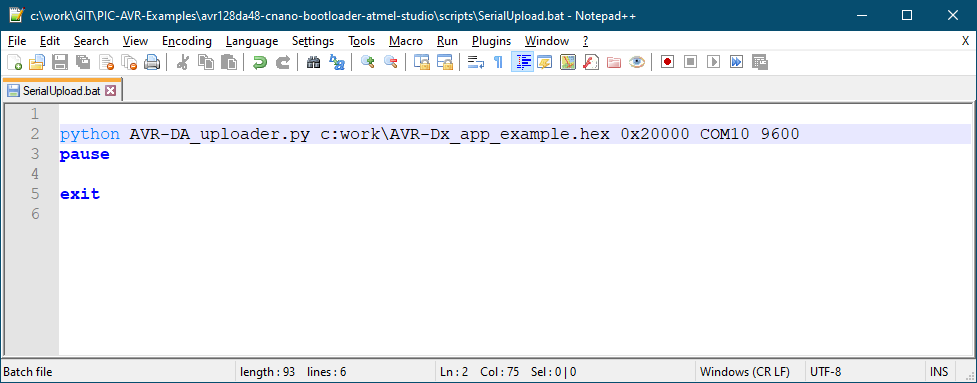 c:\work\GIT\PIC-AVR-Examples\avr128da48-cnano-bootloader-atmel-studio\scripts\SerialUpload.bat - Notepad++
File Edit Search View Encoding Language Settings Tools Macro Run Plugins Window ? X
SerialUpload.bat
1
2 python AVR-DA_uploader.py c:work\AVR-Dx_app_example.hex 0x20000 COM10 9600
3 pause
4
5 exit
6
Batch file length : 93 lines : 6 Ln : 2 Col : 75 Sel : 0 | 0 Windows (CR LF) UTF-8 INS